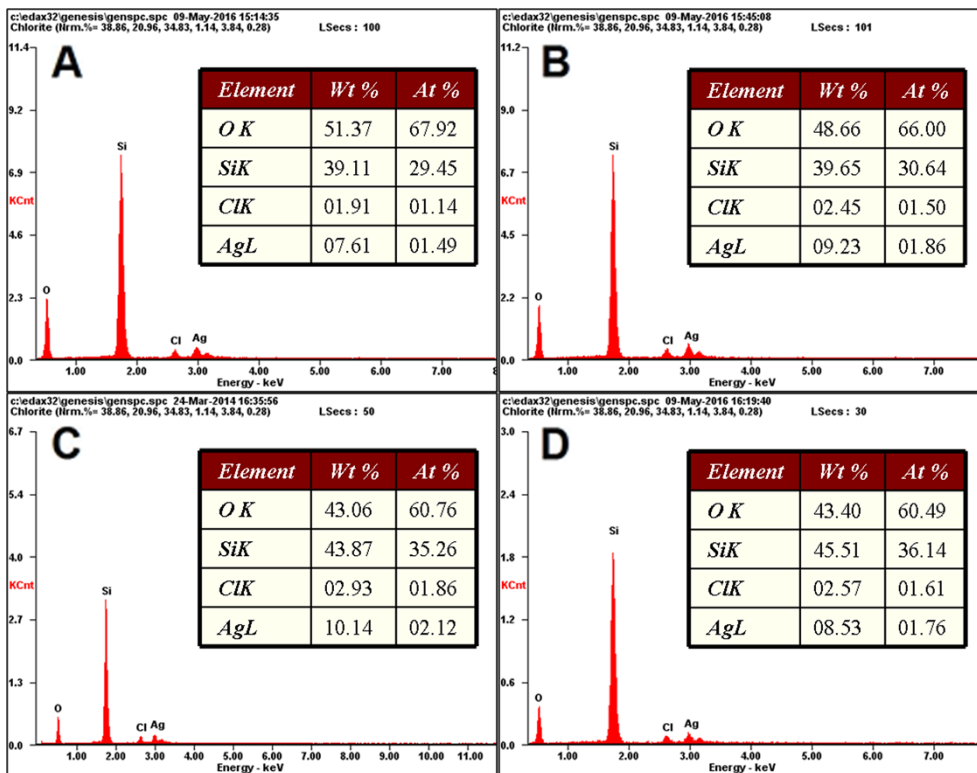 c:\edax32\genesis\genspc.spc 09-May-2016 15:14:35
Chlorite (Nrm.%= 38.86, 20.96, 34.83, 1.14, 3.84, 0.28) LSecs : 100
A
11.4
9.2
6.9
KCnt
4.6
2.3
0.0
O
Si
Cl
Ag
1.00 2.00 3.00 4.00 5.00 6.00 7.00 8
Energy - keV
Element Wt % At %
O K 51.37 67.92
SiK 39.11 29.45
ClK 01.91 01.14
AgL 07.61 01.49
c:\edax32\genesis\genspc.spc 09-May-2016 15:45:08
Chlorite (Nrm.%= 38.86, 20.96, 34.83, 1.14, 3.84, 0.28) LSecs : 101
B
11.2
9.0
6.7
KCnt
4.5
2.2
0.0
O
Si
Cl
Ag
1.00 2.00 3.00 4.00 5.00 6.00 7.00
Energy - keV
Element Wt % At %
O K 48.66 66.00
SiK 39.65 30.64
ClK 02.45 01.50
AgL 09.23 01.86
c:\edax32\genesis\genspc.spc 24-Mar-2014 16:35:56
Chlorite (Nrm.%= 38.86, 20.96, 34.83, 1.14, 3.84, 0.28) LSecs : 50
C
6.7
5.4
4.0
KCnt
2.7
1.3
0.0
O
Si
Cl
Ag
1.00 2.00 3.00 4.00 5.00 6.00 7.00 8.00 9.00 10.00 11.00
Energy - keV
Element Wt % At %
O K 43.06 60.76
SiK 43.87 35.26
ClK 02.93 01.86
AgL 10.14 02.12
c:\edax32\genesis\genspc.spc 09-May-2016 16:19:40
Chlorite (Nrm.%= 38.86, 20.96, 34.83, 1.14, 3.84, 0.28) LSecs : 30
D
3.0
2.4
1.8
KCnt
1.2
0.6
0.0
O
Si
Cl
Ag
1.00 2.00 3.00 4.00 5.00 6.00 7.00
Energy - keV
Element Wt % At %
O K 43.40 60.49
SiK 45.51 36.14
ClK 02.57 01.61
AgL 08.53 01.76